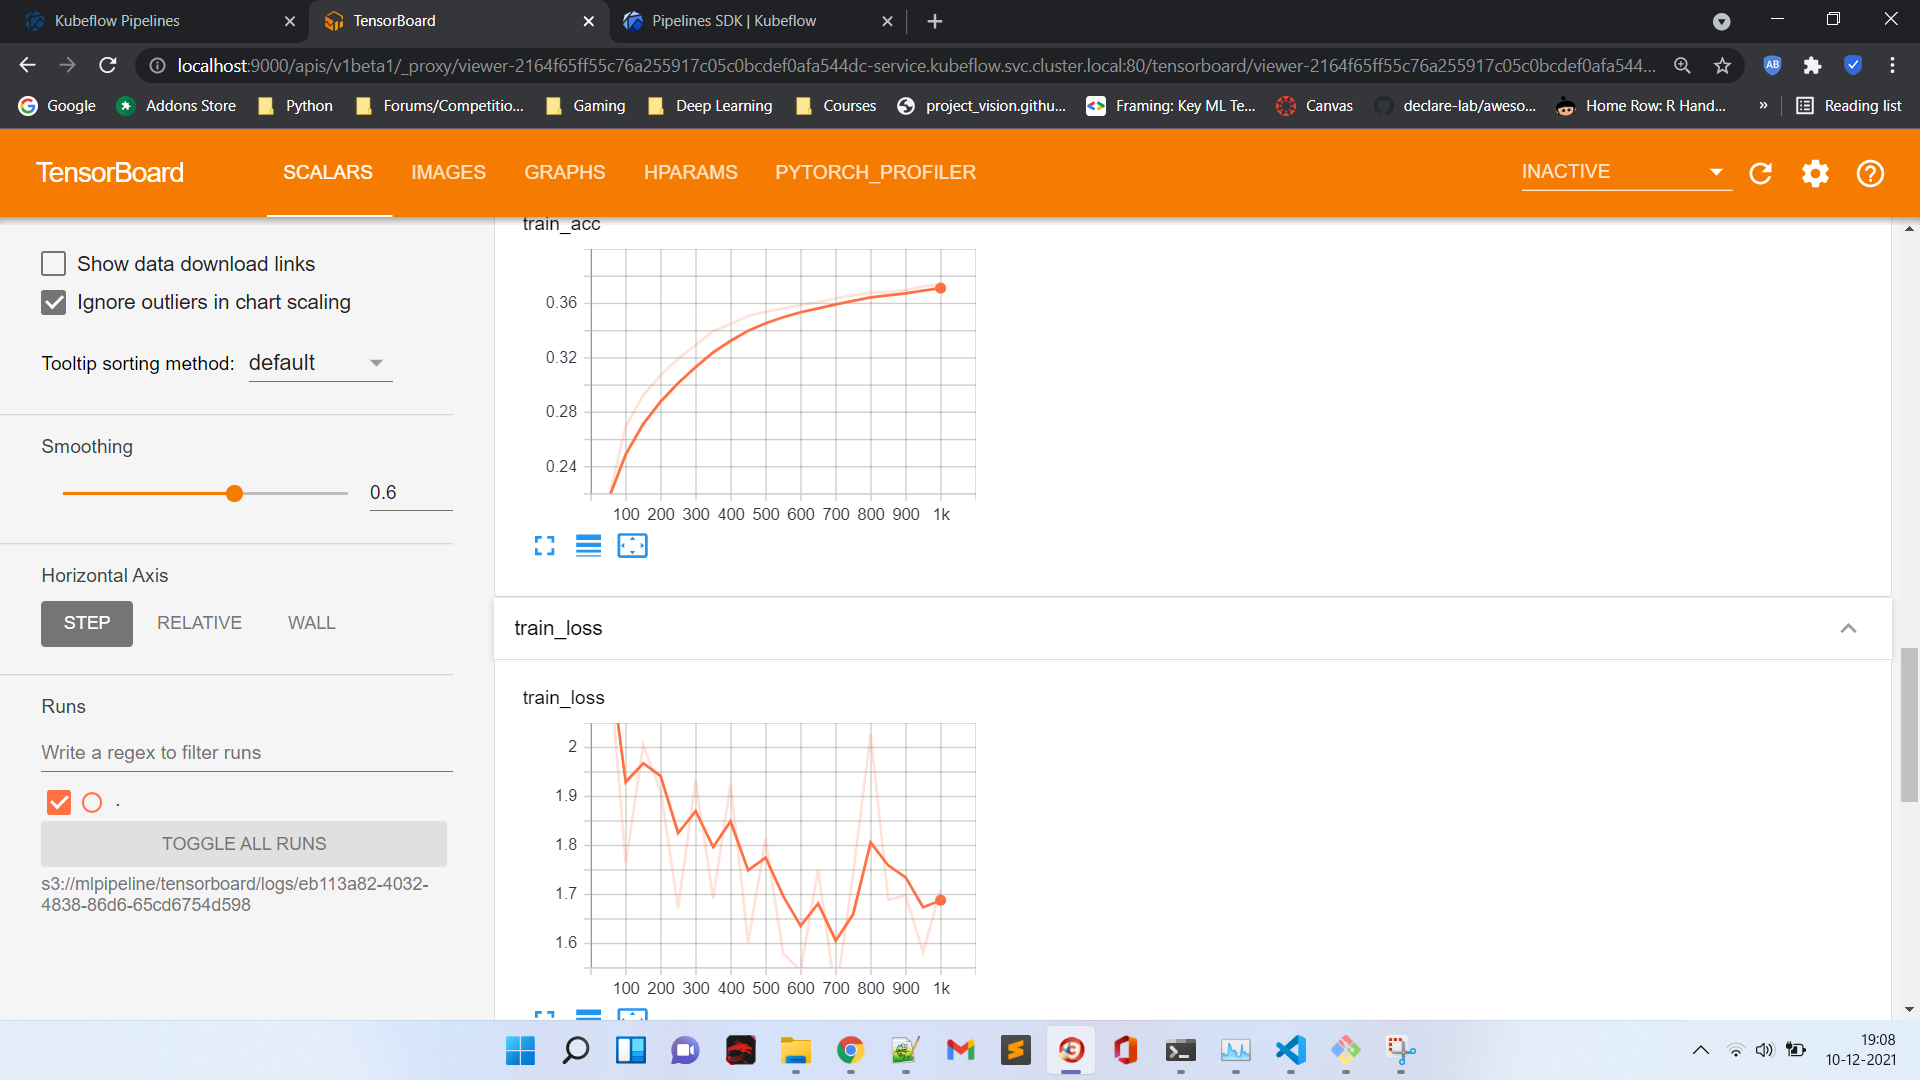 Kubeflow Pipelines
TensorBoard
Pipelines SDK | Kubeflow
localhost:9000/apis/v1beta1/_proxy/viewer-2164f65ff55c76a255917c05c0bcdef0afa544dc-service.kubeflow.svc.cluster.local:80/tensorboard/viewer-2164f65ff55c76a255917c05c0bcdef0afa544...
Google
Addons Store
Python
Forums/Competitio...
Gaming
Deep Learning
Courses
project_vision.githu...
Framing: Key ML Te...
Canvas
declare-lab/aweso...
Home Row: R Hand...
»
Reading list
TensorBoard
SCALARS
IMAGES
GRAPHS
HPARAMS
PYTORCH_PROFILER
INACTIVE
Show data download links
Ignore outliers in chart scaling
Tooltip sorting method: default
Smoothing
0.6
Horizontal Axis
STEP
RELATIVE
WALL
Runs
Write a regex to filter runs
.
TOGGLE ALL RUNS
s3://mlpipeline/tensorboard/logs/eb113a82-4032-
4838-86d6-65cd6754d598
train_acc
0.36
0.32
0.28
0.24
100 200 300 400 500 600 700 800 900 1k
train_loss
train_loss
2
1.9
1.8
1.7
1.6
100 200 300 400 500 600 700 800 900 1k
19:08
10-12-2021